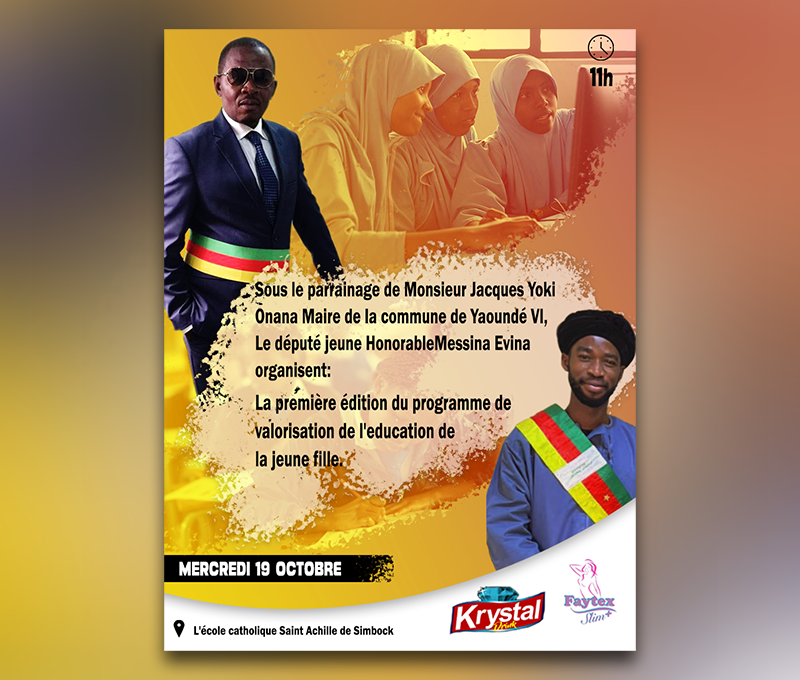 11h
Sous le parrainage de Monsieur Jacques Yoki
Onana Maire de la commune de Yaoundé VI,
Le député jeune HonorableMessina Evina
organisent:
La première édition du programme de
valorisation de l'education de
la jeune fille.
MERCREDI 19 OCTOBRE
L'école catholique Saint Achille de Simbock
Krystal
Drink
Faytex
Slim+